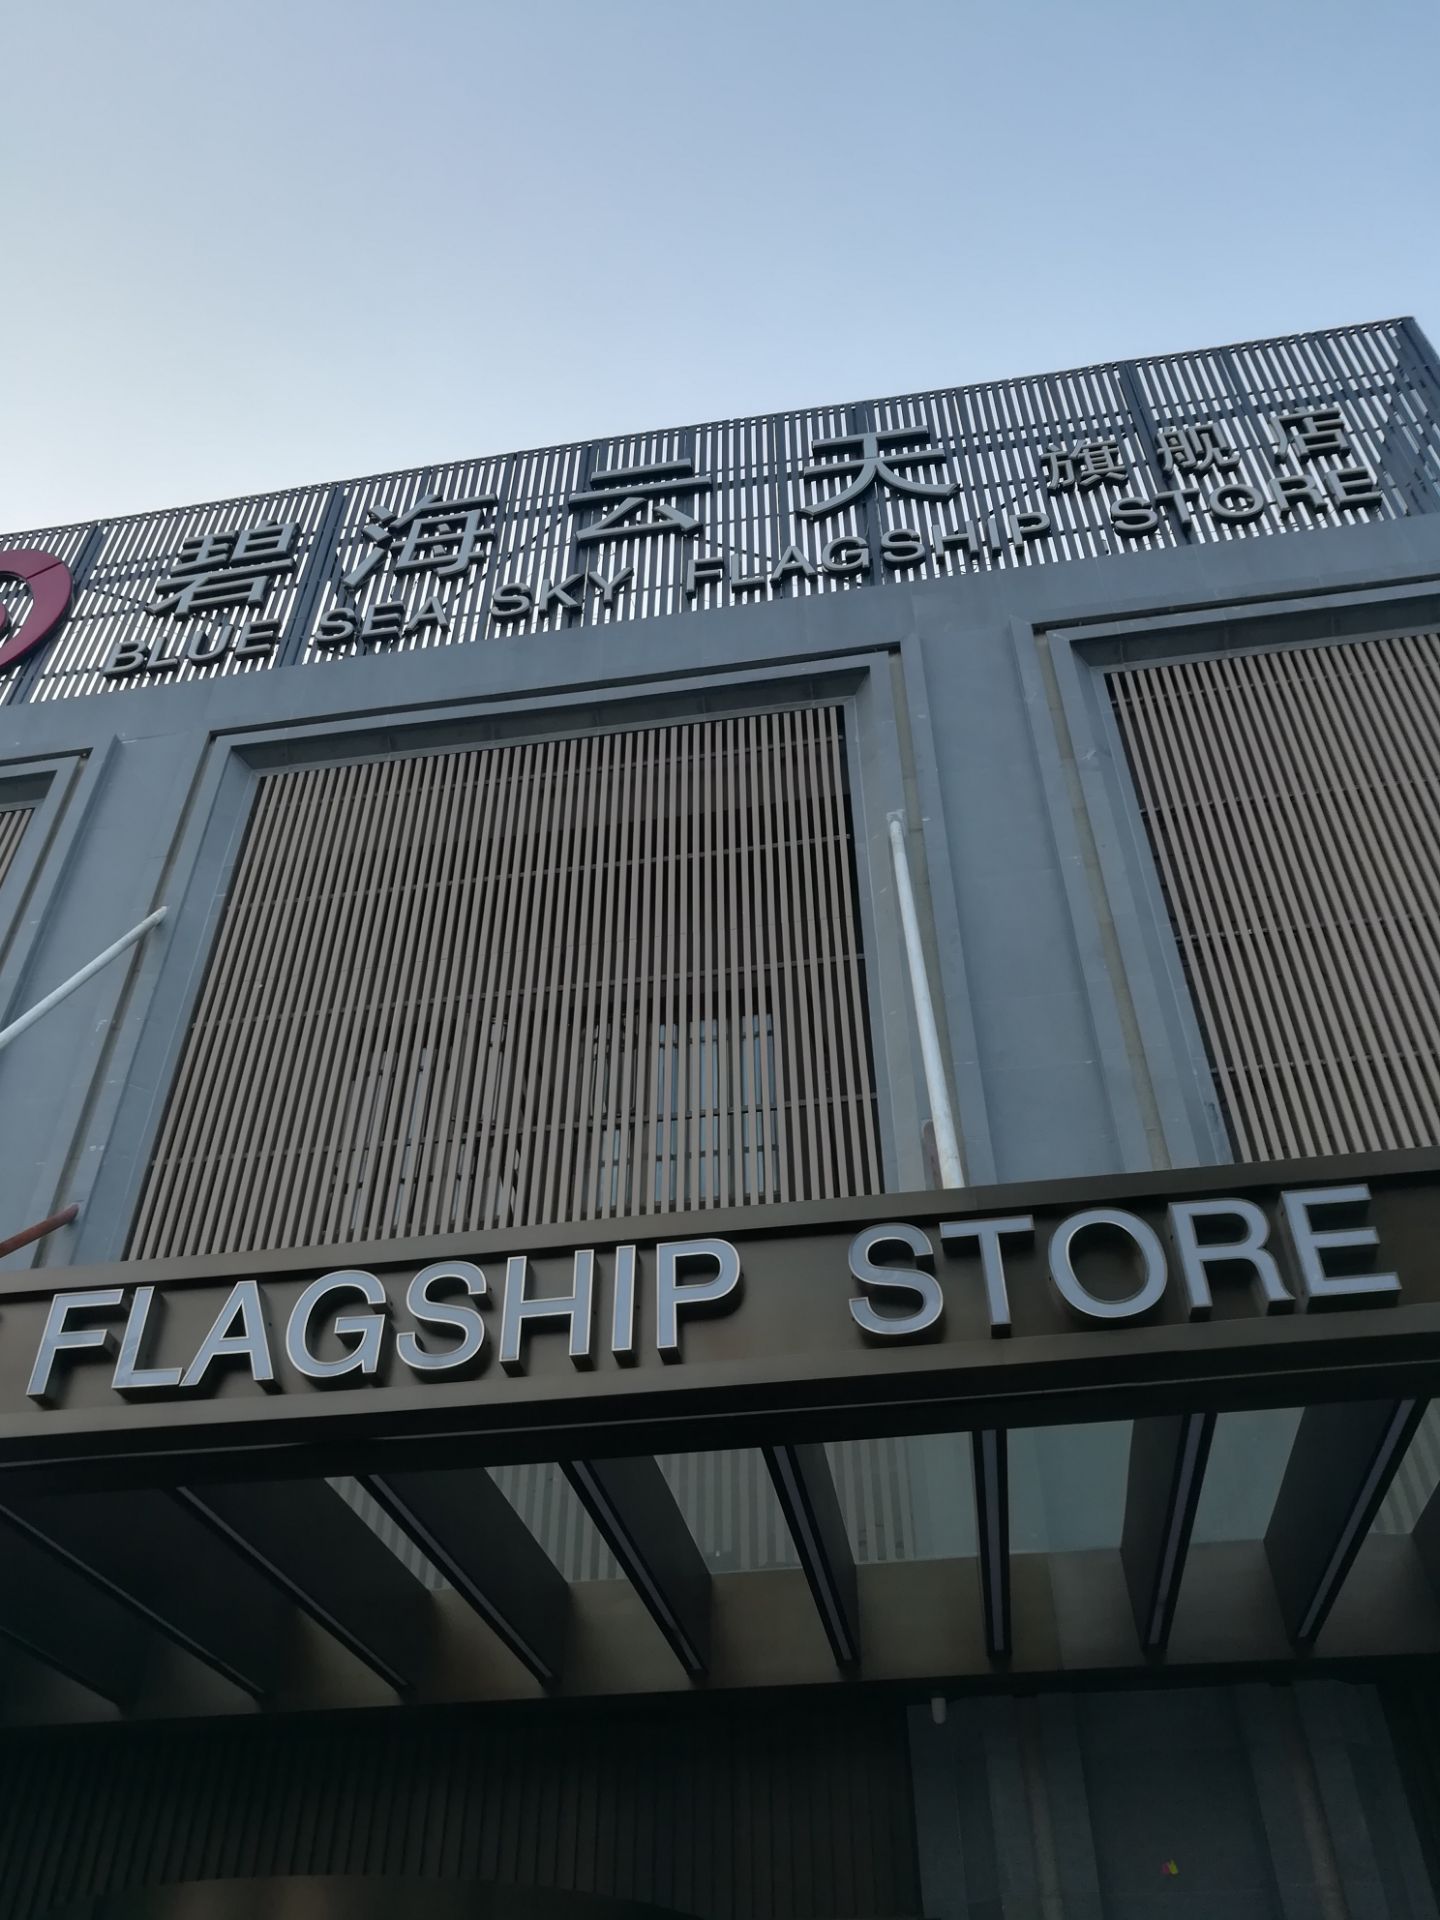 碧海云天 旗舰店
BLUE SEA SKY FLAGSHIP STORE
FLAGSHIP STORE